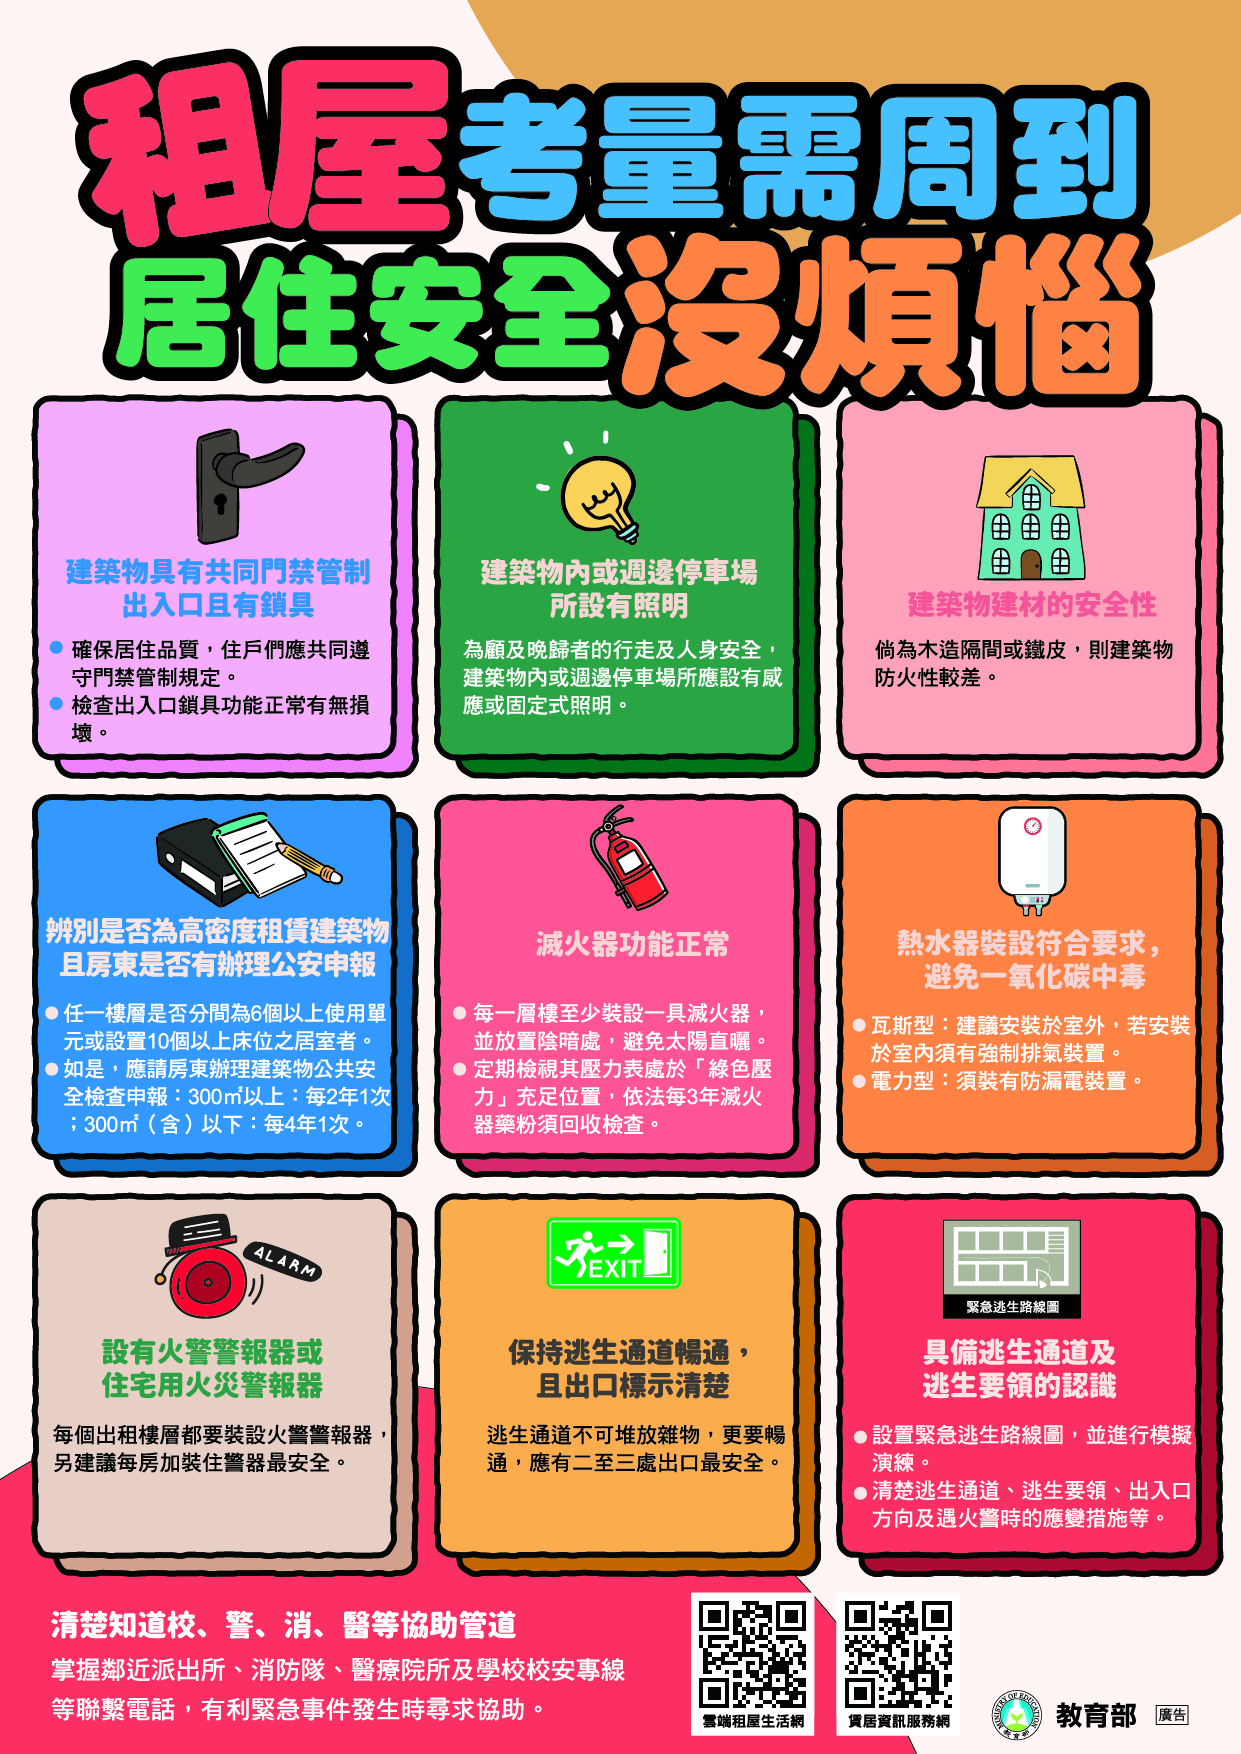 租屋考量需周到
居住安全沒煩惱
建築物具有共同門禁管制
出入口且有鎖具
● 確保居住品質，住戶們應共同遵
守門禁管制規定。
● 檢查出入口鎖具功能正常有無損
壞。
建築物內或週邊停車場
所設有照明
為顧及晚歸者的行走及人身安全，
建築物內或週邊停車場所應設有感
應或固定式照明。
建築物建材的安全性
倘為木造隔間或鐵皮，則建築物
防火性較差。
辨別是否為高密度租賃建築物
且房東是否有辦理公安申報
● 任一樓層是否分間為6個以上使用單
元或設置10個以上床位之居室者。
● 如是，應請房東辦理建築物公共安
全檢查申報：300㎡以上：每2年1次
；300㎡（含）以下：每4年1次。
滅火器功能正常
● 每一層樓至少裝設一具滅火器，
並放置陰暗處，避免太陽直曬。
● 定期檢視其壓力表處於「綠色壓
力」充足位置，依法每3年滅火
器藥粉須回收檢查。
熱水器裝設符合要求，
避免一氧化碳中毒
● 瓦斯型：建議安裝於室外，若安裝
於室內須有強制排氣裝置。
● 電力型：須裝有防漏電裝置。
ALARM
設有火警警報器或
住宅用火災警報器
每個出租樓層都要裝設火警警報器，
另建議每房加裝住警器最安全。
EXIT
保持逃生通道暢通，
且出口標示清楚
逃生通道不可堆放雜物，更要暢
通，應有二至三處出口最安全。
緊急逃生路線圖
具備逃生通道及
逃生要領的認識
● 設置緊急逃生路線圖，並進行模擬
演練。
● 清楚逃生通道、逃生要領、出入口
方向及遇火警時的應變措施等。
清楚知道校、警、消、醫等協助管道
掌握鄰近派出所、消防隊、醫療院所及學校校安專線
等聯繫電話，有利緊急事件發生時尋求協助。
雲端租屋生活網
賃居資訊服務網
MINISTRY OF EDUCATION
教育部
教育部
廣告